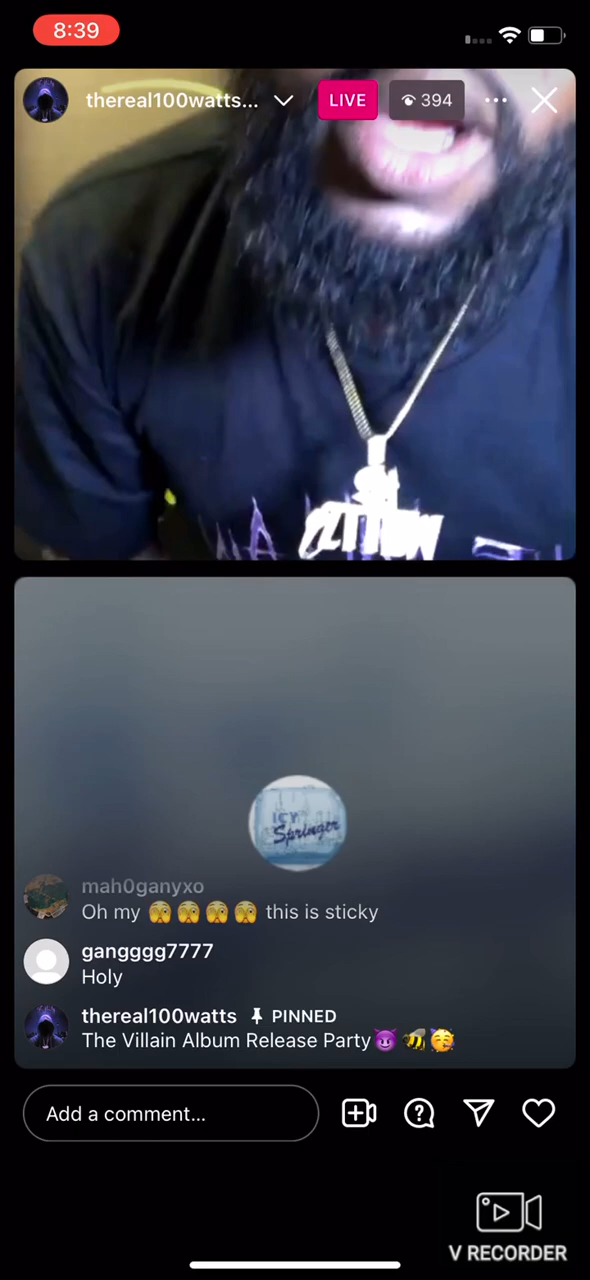 8:39
thereal100watts... LIVE 394
ICY
Springer
mah0ganyxo
Oh my 🫣🫣🫣🫣 this is sticky
gangggg7777
Holy
thereal100watts PINNED
The Villain Album Release Party😈🐝🥳
Add a comment...
V RECORDER